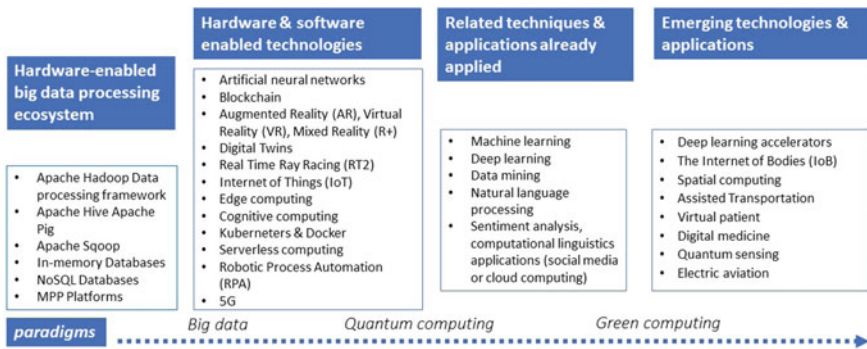 Hardware-enabled
big data processing
ecosystem
• Apache Hadoop Data
processing framework
• Apache Hive Apache
Pig
• Apache Sqoop
• In-memory Databases
• NoSQL Databases
• MPP Platforms
Hardware & software
enabled technologies
• Artificial neural networks
• Blockchain
• Augmented Reality (AR), Virtual
Reality (VR), Mixed Reality (R+)
• Digital Twins
• Real Time Ray Racing (RT2)
• Internet of Things (IoT)
• Edge computing
• Cognitive computing
• Kuberneters & Docker
• Serverless computing
• Robotic Process Automation
(RPA)
• 5G
Related techniques &
applications already
applied
• Machine learning
• Deep learning
• Data mining
• Natural language
processing
• Sentiment analysis,
computational linguistics
applications (social media
or cloud computing)
Emerging technologies &
applications
• Deep learning accelerators
• The Internet of Bodies (IoB)
• Spatial computing
• Assisted Transportation
• Virtual patient
• Digital medicine
• Quantum sensing
• Electric aviation
paradigms
Big data
Quantum computing
Green computing